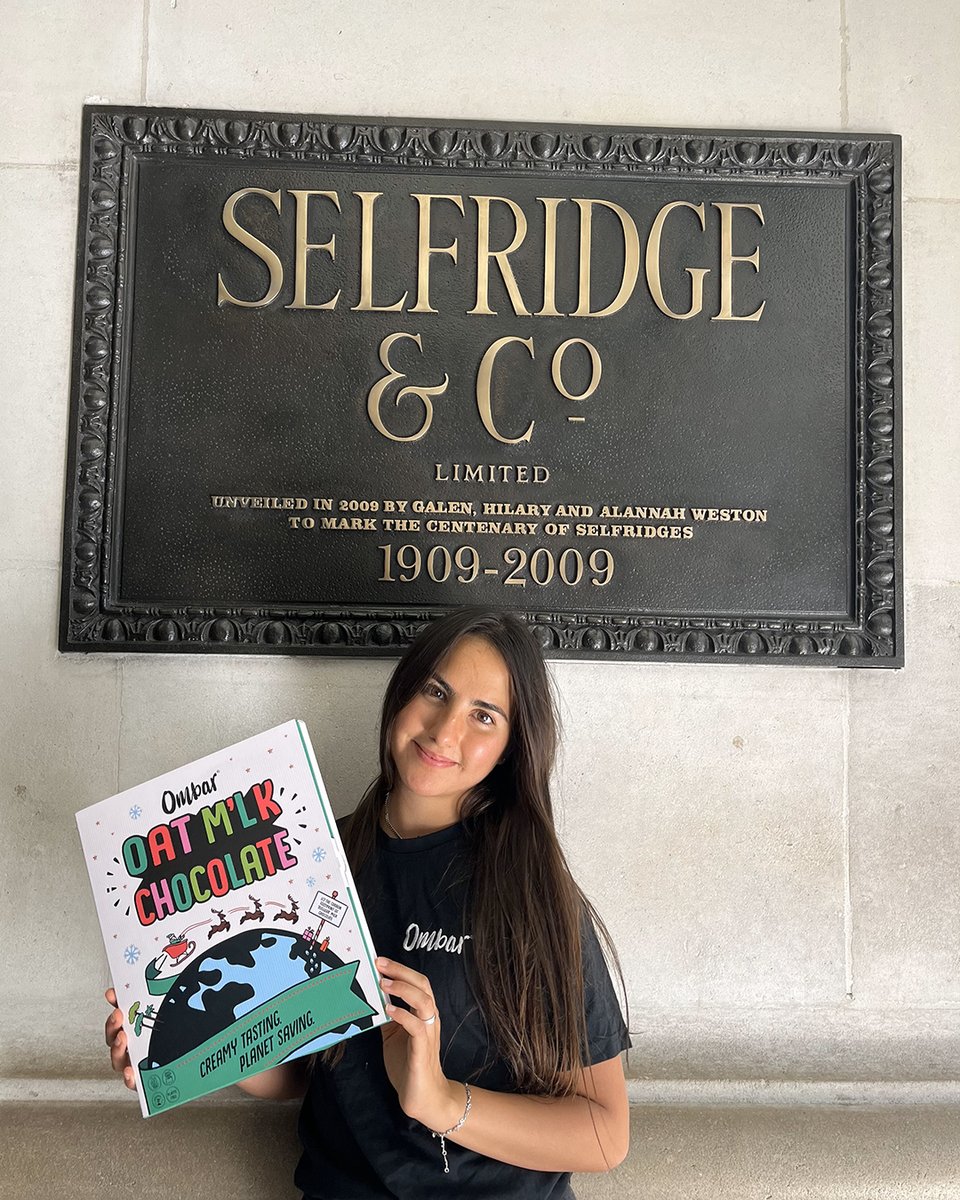 SELFRIDGE
& Cº
LIMITED
UNVEILED IN 2009 BY GALEN, HILARY AND ALANNAH WESTON
TO MARK THE CENTENARY OF SELFRIDGES
1909-2009
Ombar
OAT M'LK
CHOCOLATE
CREAMY TASTING.
PLANET SAVING.
Ombar